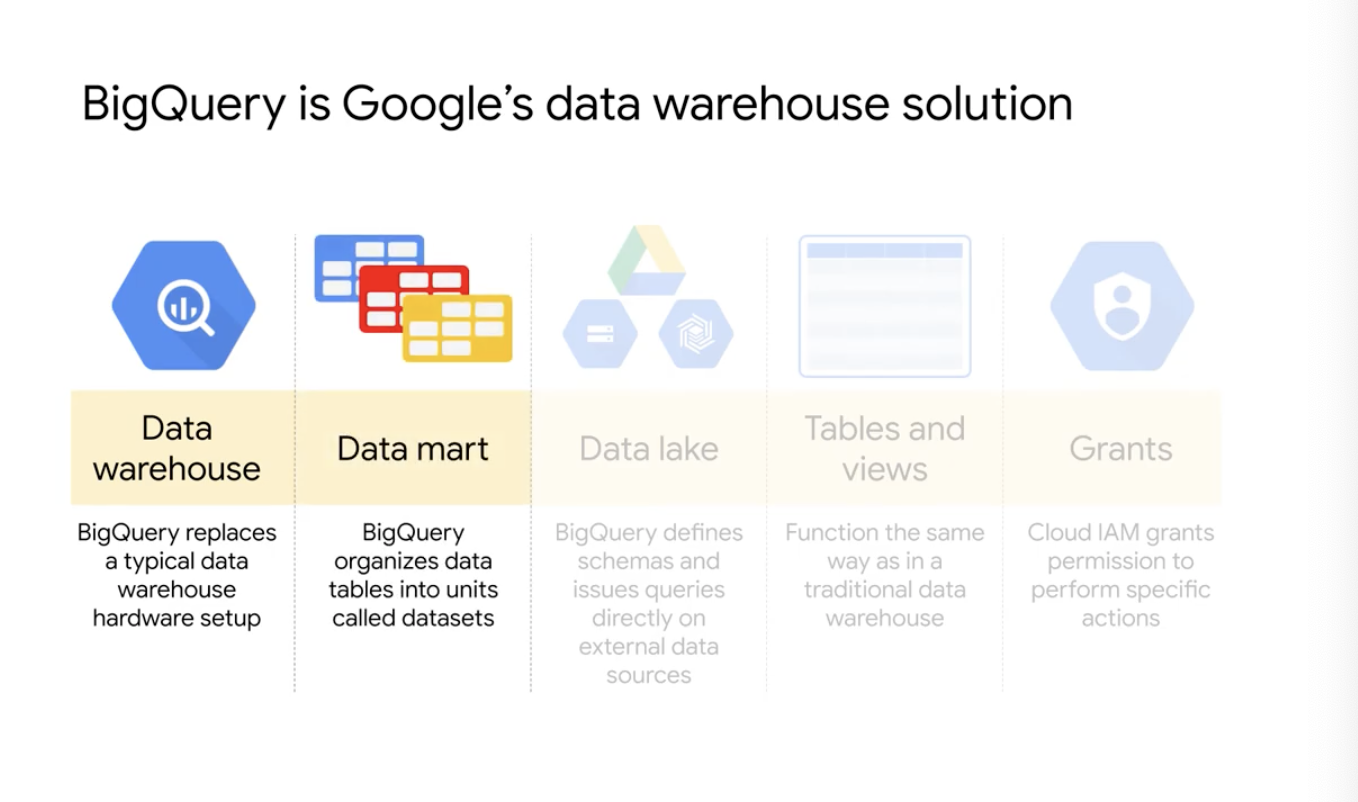 BigQuery is Google's data warehouse solution
Data
warehouse
BigQuery replaces
a typical data
warehouse
hardware setup
Data mart
BigQuery
organizes data
tables into units
called datasets
Data lake
BigQuery defines
schemas and
issues queries
directly on
external data
sources
Tables and
views
Function the same
way as in a
traditional data
warehouse
Grants
Cloud IAM grants
permission to
perform specific
actions